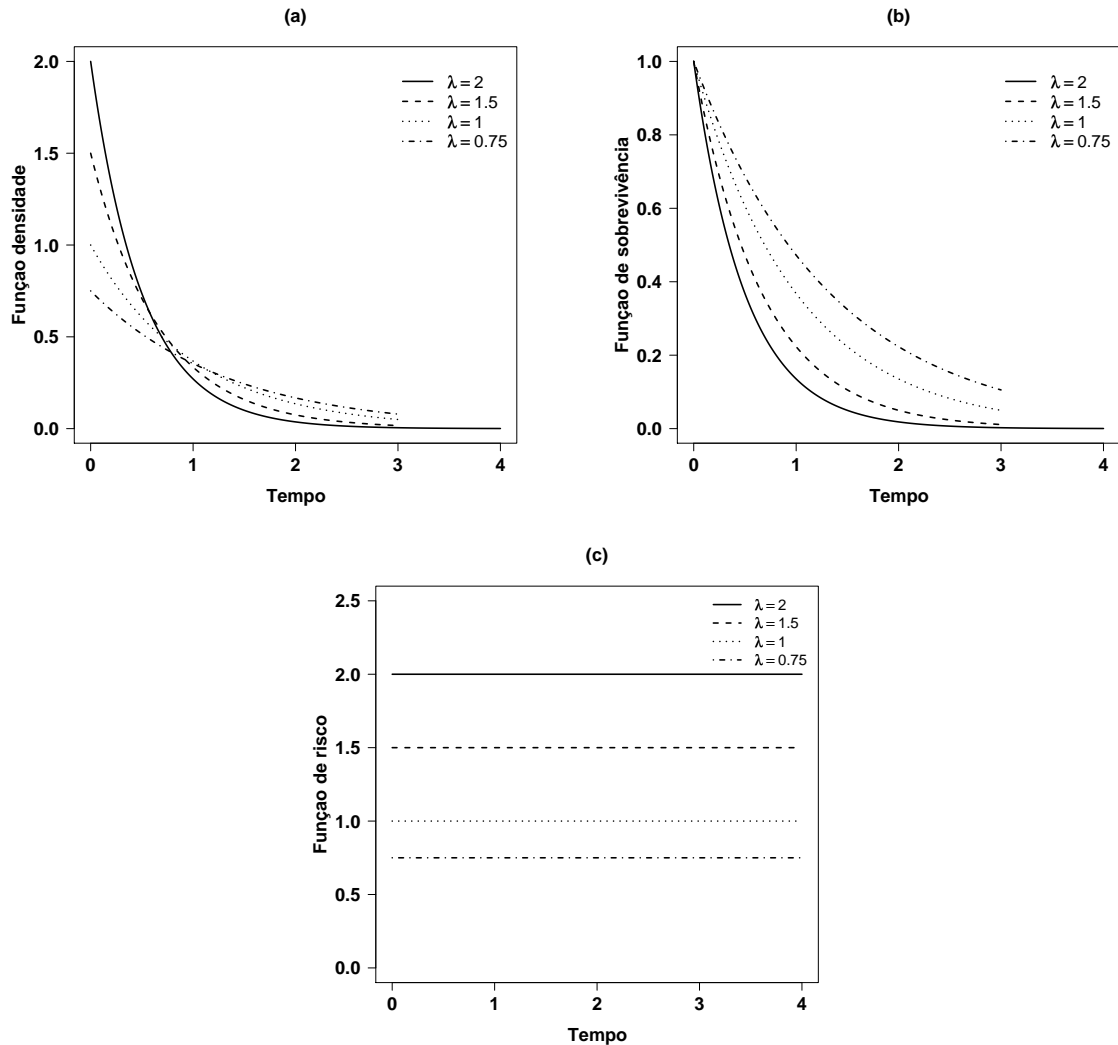 (a)
Funçao densidade
2.0
1.5
1.0
0.5
0.0
0 1 2 3 4
Tempo
λ = 2
λ = 1.5
λ = 1
λ = 0.75
(b)
Funçao de sobrevivência
1.0
0.8
0.6
0.4
0.2
0.0
0 1 2 3 4
Tempo
λ = 2
λ = 1.5
λ = 1
λ = 0.75
(c)
Funçao de risco
2.5
2.0
1.5
1.0
0.5
0.0
0 1 2 3 4
Tempo
λ = 2
λ = 1.5
λ = 1
λ = 0.75